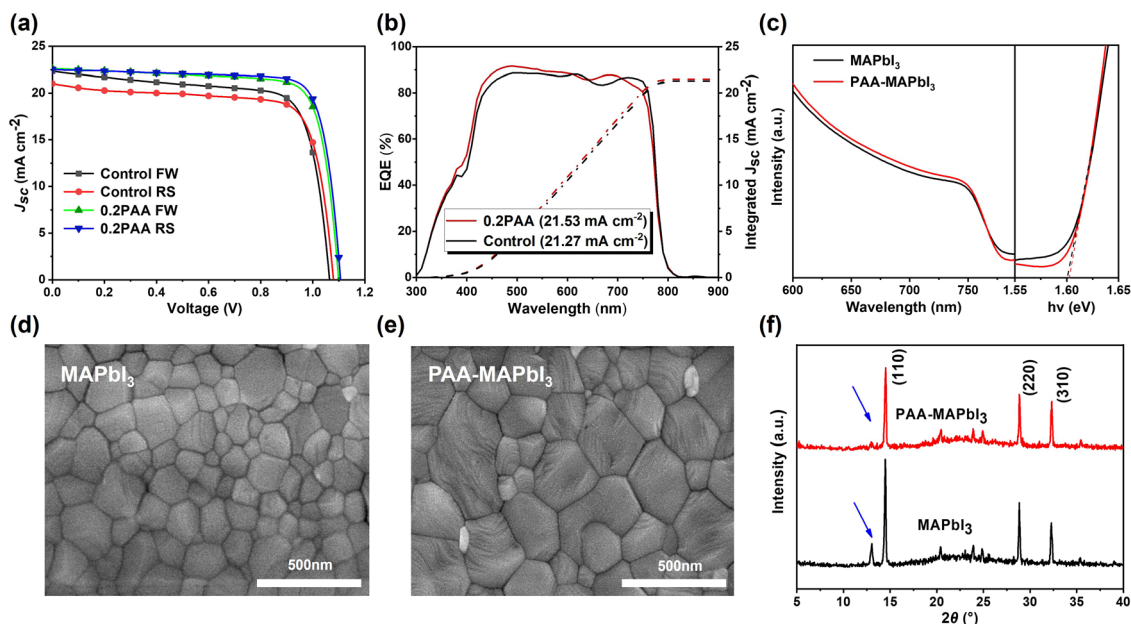 (a)
25
20
15
10
5
0
J_SC (mA cm⁻²)
Control FW
Control RS
0.2PAA FW
0.2PAA RS
0.0 0.2 0.4 0.6 0.8 1.0 1.2
Voltage (V)
(b)
100
80
60
40
20
0
EQE (%)
0.2PAA (21.53 mA cm⁻²)
Control (21.27 mA cm⁻²)
25
20
15
10
5
0
Integrated J_SC (mA cm⁻²)
300 400 500 600 700 800 900
Wavelength (nm)
(c)
Intensity (a.u.)
MAPbI₃
PAA-MAPbI₃
600 650 700 750 1.55 1.60 1.65
Wavelength (nm) hν (eV)
(d)
MAPbI₃
500nm
(e)
PAA-MAPbI₃
500nm
(f)
Intensity (a.u.)
(110)
(220)
(310)
PAA-MAPbI₃
MAPbI₃
5 10 15 20 25 30 35 40
2θ (°)